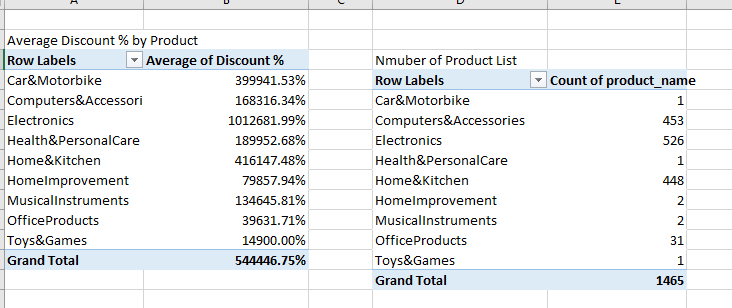 A B C D E
Average Discount % by Product
Row Labels Average of Discount %
Car&Motorbike 399941.53%
Computers&Accessori 168316.34%
Electronics 1012681.99%
Health&PersonalCare 189952.68%
Home&Kitchen 416147.48%
HomeImprovement 79857.94%
MusicalInstruments 134645.81%
OfficeProducts 39631.71%
Toys&Games 14900.00%
Grand Total 544446.75%
Nmuber of Product List
Row Labels Count of product_name
Car&Motorbike 1
Computers&Accessories 453
Electronics 526
Health&PersonalCare 1
Home&Kitchen 448
HomeImprovement 2
MusicalInstruments 2
OfficeProducts 31
Toys&Games 1
Grand Total 1465